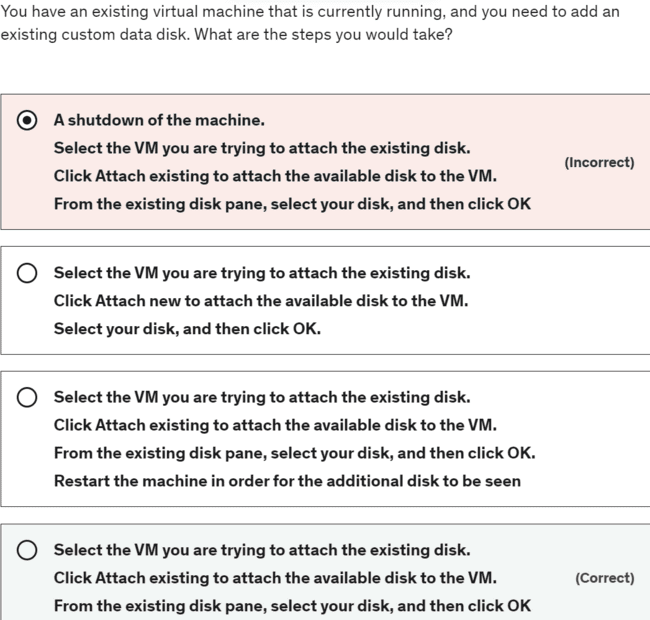 You have an existing virtual machine that is currently running, and you need to add an
existing custom data disk. What are the steps you would take?
A shutdown of the machine.
Select the VM you are trying to attach the existing disk.
Click Attach existing to attach the available disk to the VM.
From the existing disk pane, select your disk, and then click OK
(Incorrect)
Select the VM you are trying to attach the existing disk.
Click Attach new to attach the available disk to the VM.
Select your disk, and then click OK.
Select the VM you are trying to attach the existing disk.
Click Attach existing to attach the available disk to the VM.
From the existing disk pane, select your disk, and then click OK.
Restart the machine in order for the additional disk to be seen
Select the VM you are trying to attach the existing disk.
Click Attach existing to attach the available disk to the VM.
From the existing disk pane, select your disk, and then click OK
(Correct)